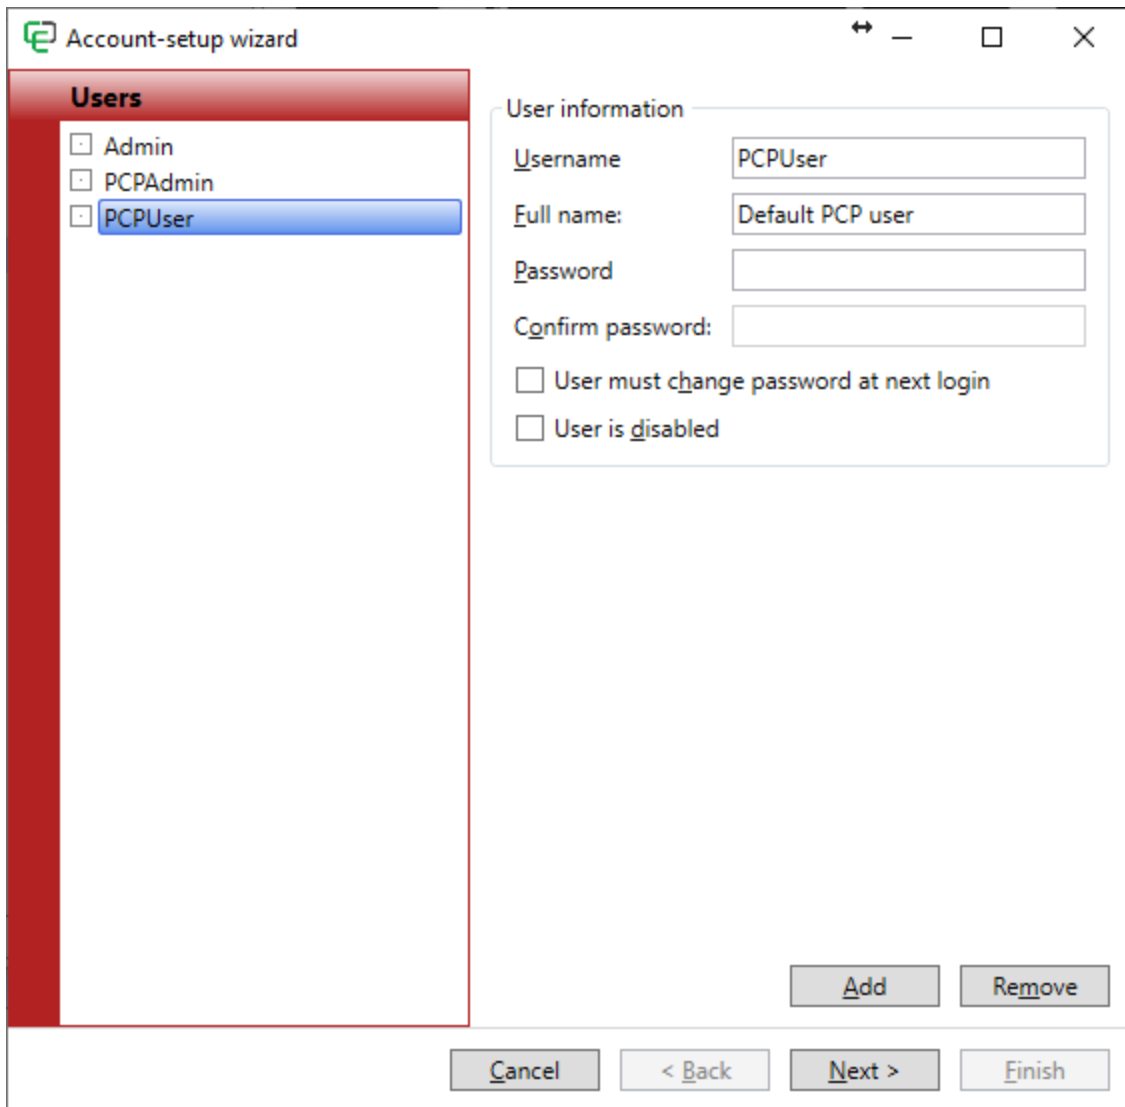 Account-setup wizard
Users
Admin
PCPAdmin
PCPUser
User information
Username PCPUser
Full name: Default PCP user
Password
Confirm password:
User must change password at next login
User is disabled
Add Remove
Cancel < Back Next > Finish